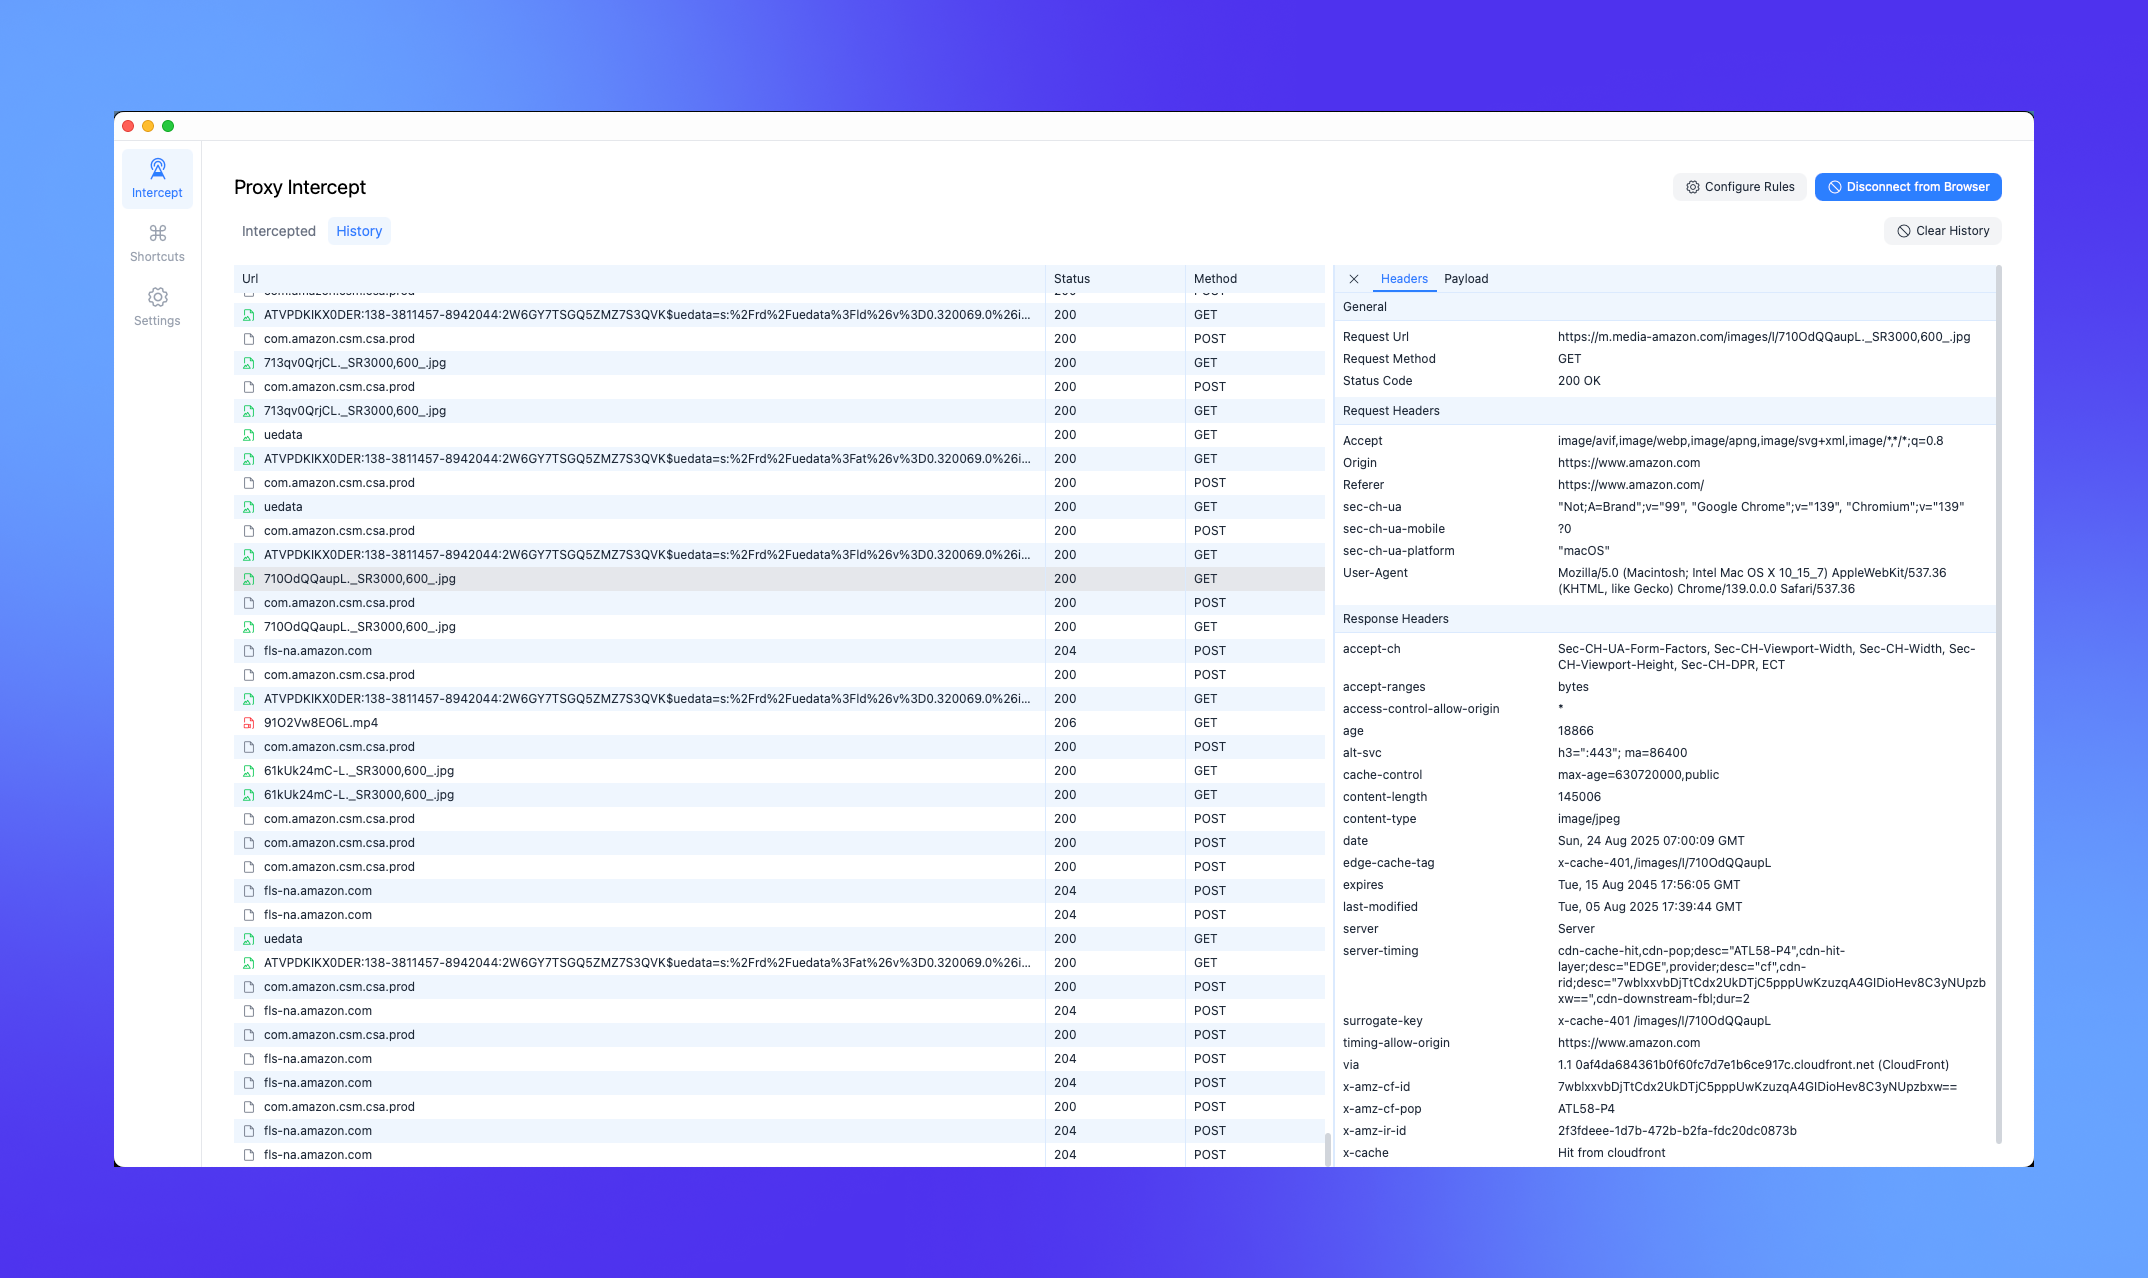 Intercept
Shortcuts
Settings
Proxy Intercept
Configure Rules
Disconnect from Browser
Intercepted
History
Clear History
Url Status Method
com.amazon.csm.csa.prod 200 POST
ATVPDKIKX0DER:138-3811457-8942044:2W6GY7TSGQ5ZMZ7S3QVK$uedata=s:%2Frd%2Fuedata%3Fld%26v%3D0.320069.0%26i... 200 GET
com.amazon.csm.csa.prod 200 POST
713qv0QrjCL._SR3000,600_.jpg 200 GET
com.amazon.csm.csa.prod 200 POST
713qv0QrjCL._SR3000,600_.jpg 200 GET
uedata 200 GET
ATVPDKIKX0DER:138-3811457-8942044:2W6GY7TSGQ5ZMZ7S3QVK$uedata=s:%2Frd%2Fuedata%3Fat%26v%3D0.320069.0%26i... 200 GET
com.amazon.csm.csa.prod 200 POST
uedata 200 GET
com.amazon.csm.csa.prod 200 POST
ATVPDKIKX0DER:138-3811457-8942044:2W6GY7TSGQ5ZMZ7S3QVK$uedata=s:%2Frd%2Fuedata%3Fld%26v%3D0.320069.0%26i... 200 GET
710OdQQaupL._SR3000,600_.jpg 200 GET
com.amazon.csm.csa.prod 200 POST
710OdQQaupL._SR3000,600_.jpg 200 GET
fls-na.amazon.com 204 POST
com.amazon.csm.csa.prod 200 POST
ATVPDKIKX0DER:138-3811457-8942044:2W6GY7TSGQ5ZMZ7S3QVK$uedata=s:%2Frd%2Fuedata%3Fld%26v%3D0.320069.0%26i... 200 GET
91O2Vw8EO6L.mp4 206 GET
com.amazon.csm.csa.prod 200 POST
61kUk24mC-L._SR3000,600_.jpg 200 GET
61kUk24mC-L._SR3000,600_.jpg 200 GET
com.amazon.csm.csa.prod 200 POST
com.amazon.csm.csa.prod 200 POST
com.amazon.csm.csa.prod 200 POST
fls-na.amazon.com 204 POST
fls-na.amazon.com 204 POST
uedata 200 GET
ATVPDKIKX0DER:138-3811457-8942044:2W6GY7TSGQ5ZMZ7S3QVK$uedata=s:%2Frd%2Fuedata%3Fat%26v%3D0.320069.0%26i... 200 GET
com.amazon.csm.csa.prod 200 POST
fls-na.amazon.com 204 POST
com.amazon.csm.csa.prod 200 POST
fls-na.amazon.com 204 POST
fls-na.amazon.com 204 POST
com.amazon.csm.csa.prod 200 POST
fls-na.amazon.com 204 POST
fls-na.amazon.com 204 POST
Headers Payload
General
Request Url https://m.media-amazon.com/images/I/710OdQQaupL._SR3000,600_.jpg
Request Method GET
Status Code 200 OK
Request Headers
Accept image/avif,image/webp,image/apng,image/svg+xml,image/*,*/*;q=0.8
Origin https://www.amazon.com
Referer https://www.amazon.com/
sec-ch-ua "Not;A=Brand";v="99", "Google Chrome";v="139", "Chromium";v="139"
sec-ch-ua-mobile ?0
sec-ch-ua-platform "macOS"
User-Agent Mozilla/5.0 (Macintosh; Intel Mac OS X 10_15_7) AppleWebKit/537.36
(KHTML, like Gecko) Chrome/139.0.0.0 Safari/537.36
Response Headers
accept-ch Sec-CH-UA-Form-Factors, Sec-CH-Viewport-Width, Sec-CH-Width, Sec-
CH-Viewport-Height, Sec-CH-DPR, ECT
accept-ranges bytes
access-control-allow-origin *
age 18866
alt-svc h3=":443"; ma=86400
cache-control max-age=630720000,public
content-length 145006
content-type image/jpeg
date Sun, 24 Aug 2025 07:00:09 GMT
edge-cache-tag x-cache-401,/images/I/710OdQQaupL
expires Tue, 15 Aug 2045 17:56:05 GMT
last-modified Tue, 05 Aug 2025 17:39:44 GMT
server Server
server-timing cdn-cache-hit,cdn-pop;desc="ATL58-P4",cdn-hit-
layer;desc="EDGE",provider;desc="cf",cdn-
rid;desc="7wblxxvbDjTtCdx2UkDTjC5pppUwKzuzqA4GIDioHev8C3yNUpzb
xw==",cdn-downstream-fbl;dur=2
surrogate-key x-cache-401 /images/I/710OdQQaupL
timing-allow-origin https://www.amazon.com
via 1.1 0af4da684361b0f60fc7d7e1b6ce917c.cloudfront.net (CloudFront)
x-amz-cf-id 7wblxxvbDjTtCdx2UkDTjC5pppUwKzuzqA4GIDioHev8C3yNUpzbxw==
x-amz-cf-pop ATL58-P4
x-amz-ir-id 2f3fdeee-1d7b-472b-b2fa-fdc20dc0873b
x-cache Hit from cloudfront